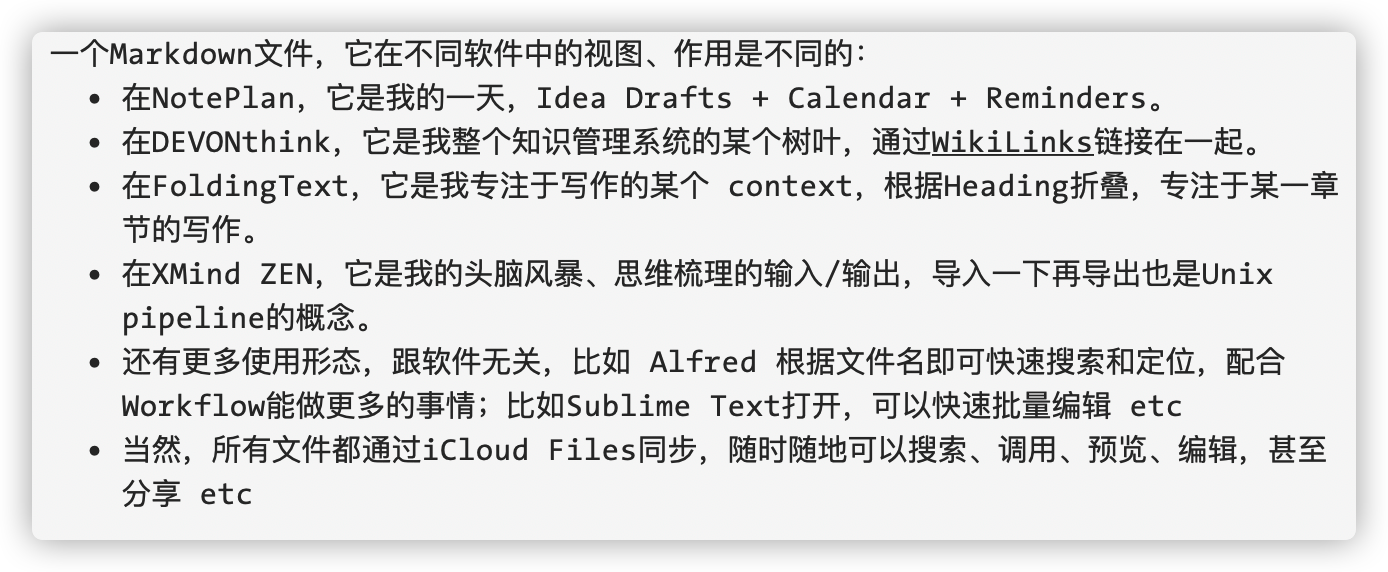 一个Markdown文件，它在不同软件中的视图、作用是不同的：
• 在NotePlan，它是我的一天，Idea Drafts + Calendar + Reminders。
• 在DEVONthink，它是我整个知识管理系统的某个树叶，通过WikiLinks链接在一起。
• 在FoldingText，它是我专注于写作的某个 context，根据Heading折叠，专注于某一章
节的写作。
• 在XMind ZEN，它是我的头脑风暴、思维梳理的输入/输出，导入一下再导出也是Unix
pipeline的概念。
• 还有更多使用形态，跟软件无关，比如 Alfred 根据文件名即可快速搜索和定位，配合
Workflow能做更多的事情；比如Sublime Text打开，可以快速批量编辑 etc
• 当然，所有文件都通过iCloud Files同步，随时随地可以搜索、调用、预览、编辑，甚至
分享 etc